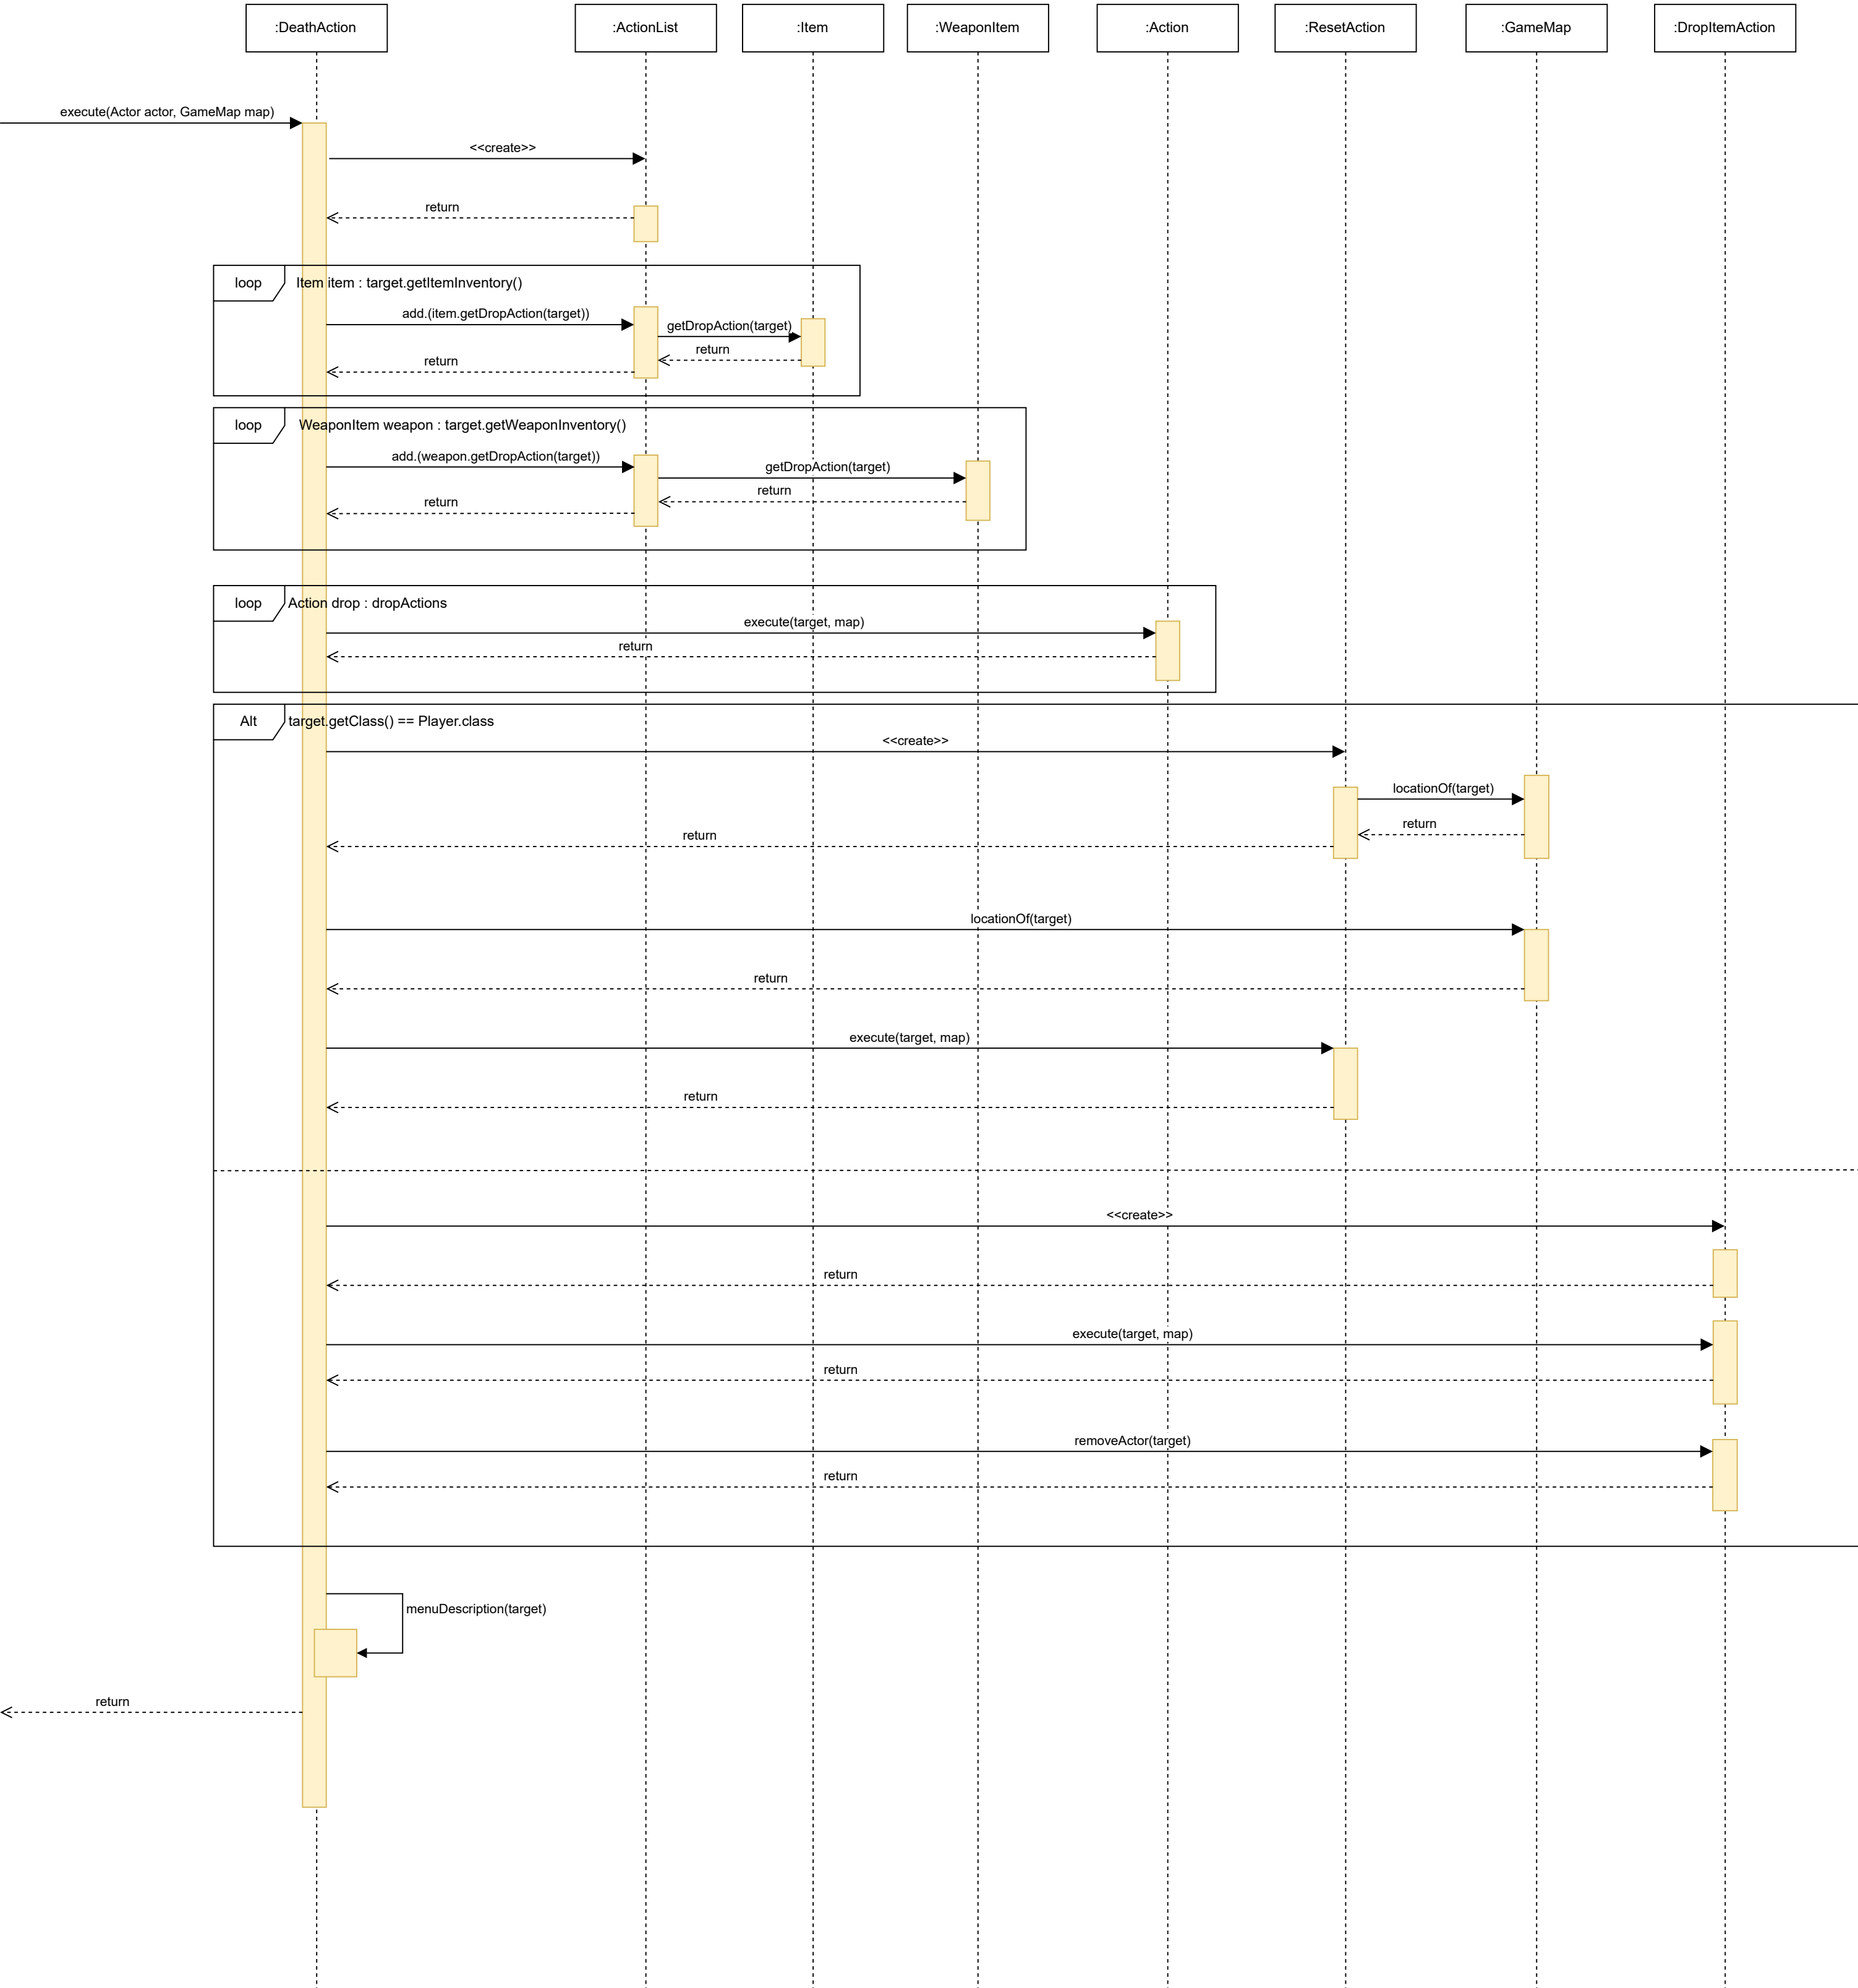 :DeathAction
:ActionList
:Item
:WeaponItem
:Action
:ResetAction
:GameMap
:DropItemAction
execute(Actor actor, GameMap map)
<<create>>
return
loop
Item item : target.getItemInventory()
add.(item.getDropAction(target))
getDropAction(target)
return
return
loop
WeaponItem weapon : target.getWeaponInventory()
add.(weapon.getDropAction(target))
getDropAction(target)
return
return
loop
Action drop : dropActions
execute(target, map)
return
Alt
target.getClass() == Player.class
<<create>>
locationOf(target)
return
return
locationOf(target)
return
execute(target, map)
return
<<create>>
return
execute(target, map)
return
removeActor(target)
return
menuDescription(target)
return